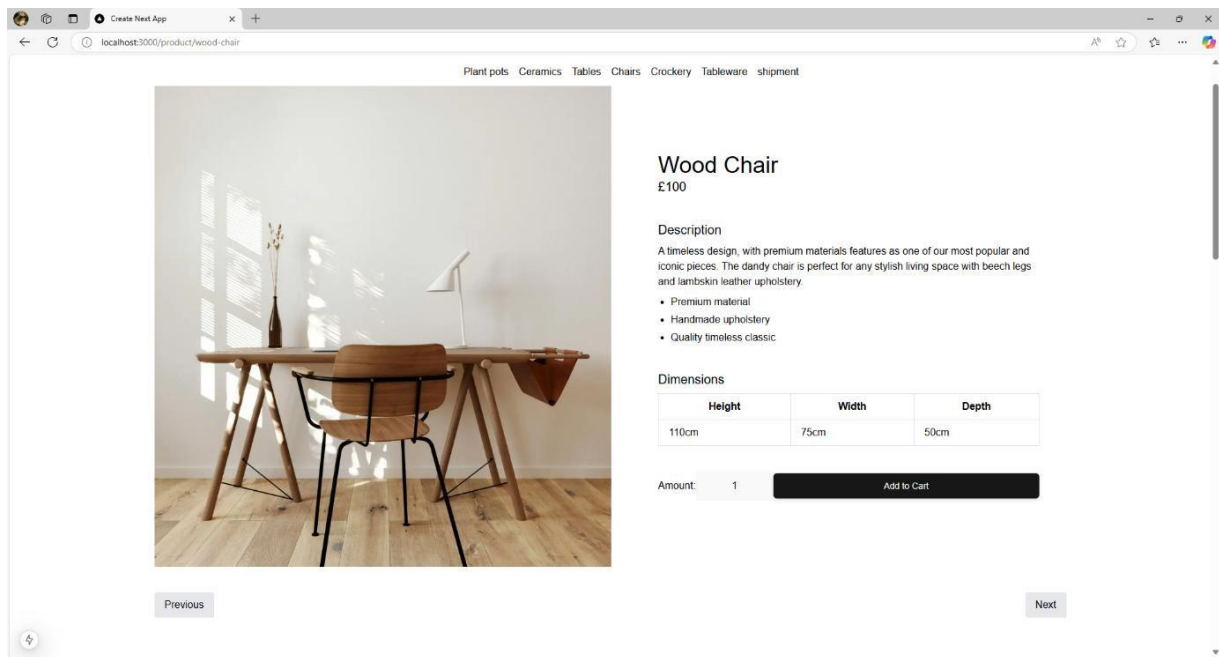 Create Next App
localhost:3000/product/wood-chair
Plant pots Ceramics Tables Chairs Crockery Tableware shipment
Wood Chair
£100
Description
A timeless design, with premium materials features as one of our most popular and
iconic pieces. The dandy chair is perfect for any stylish living space with beech legs
and lambskin leather upholstery.
• Premium material
• Handmade upholstery
• Quality timeless classic
Dimensions
Height Width Depth
110cm 75cm 50cm
Amount: 1 Add to Cart
Previous Next